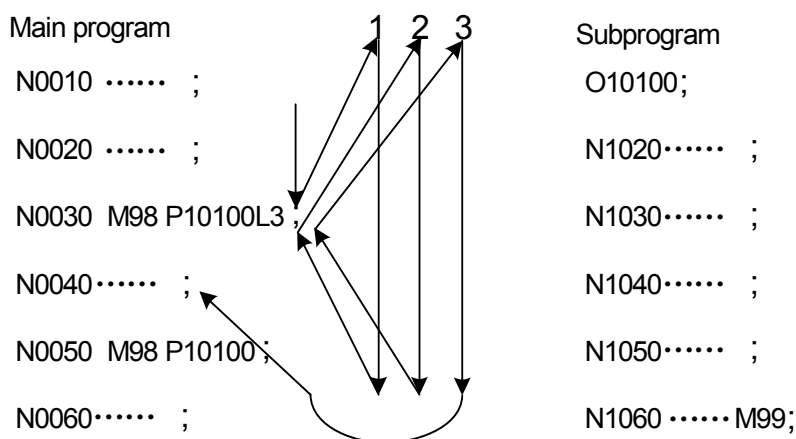 Main program
N0010 ······ ;
N0020 ······ ;
N0030 M98 P10100L3 ;
N0040······ ;
N0050 M98 P10100 ;
N0060······ ;
1 2 3
Subprogram
O10100;
N1020······ ;
N1030······ ;
N1040······ ;
N1050······ ;
N1060 ······M99;